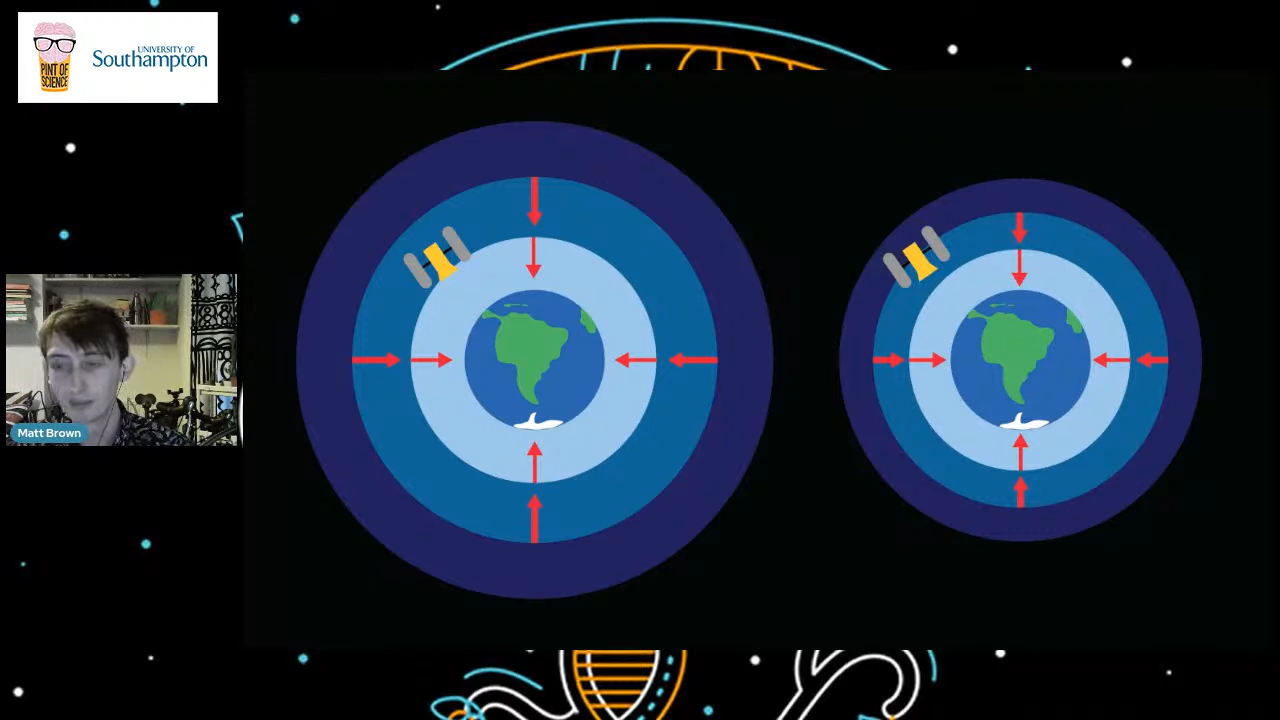 PINT OF
SCIENCE
UNIVERSITY OF
Southampton
Matt Brown